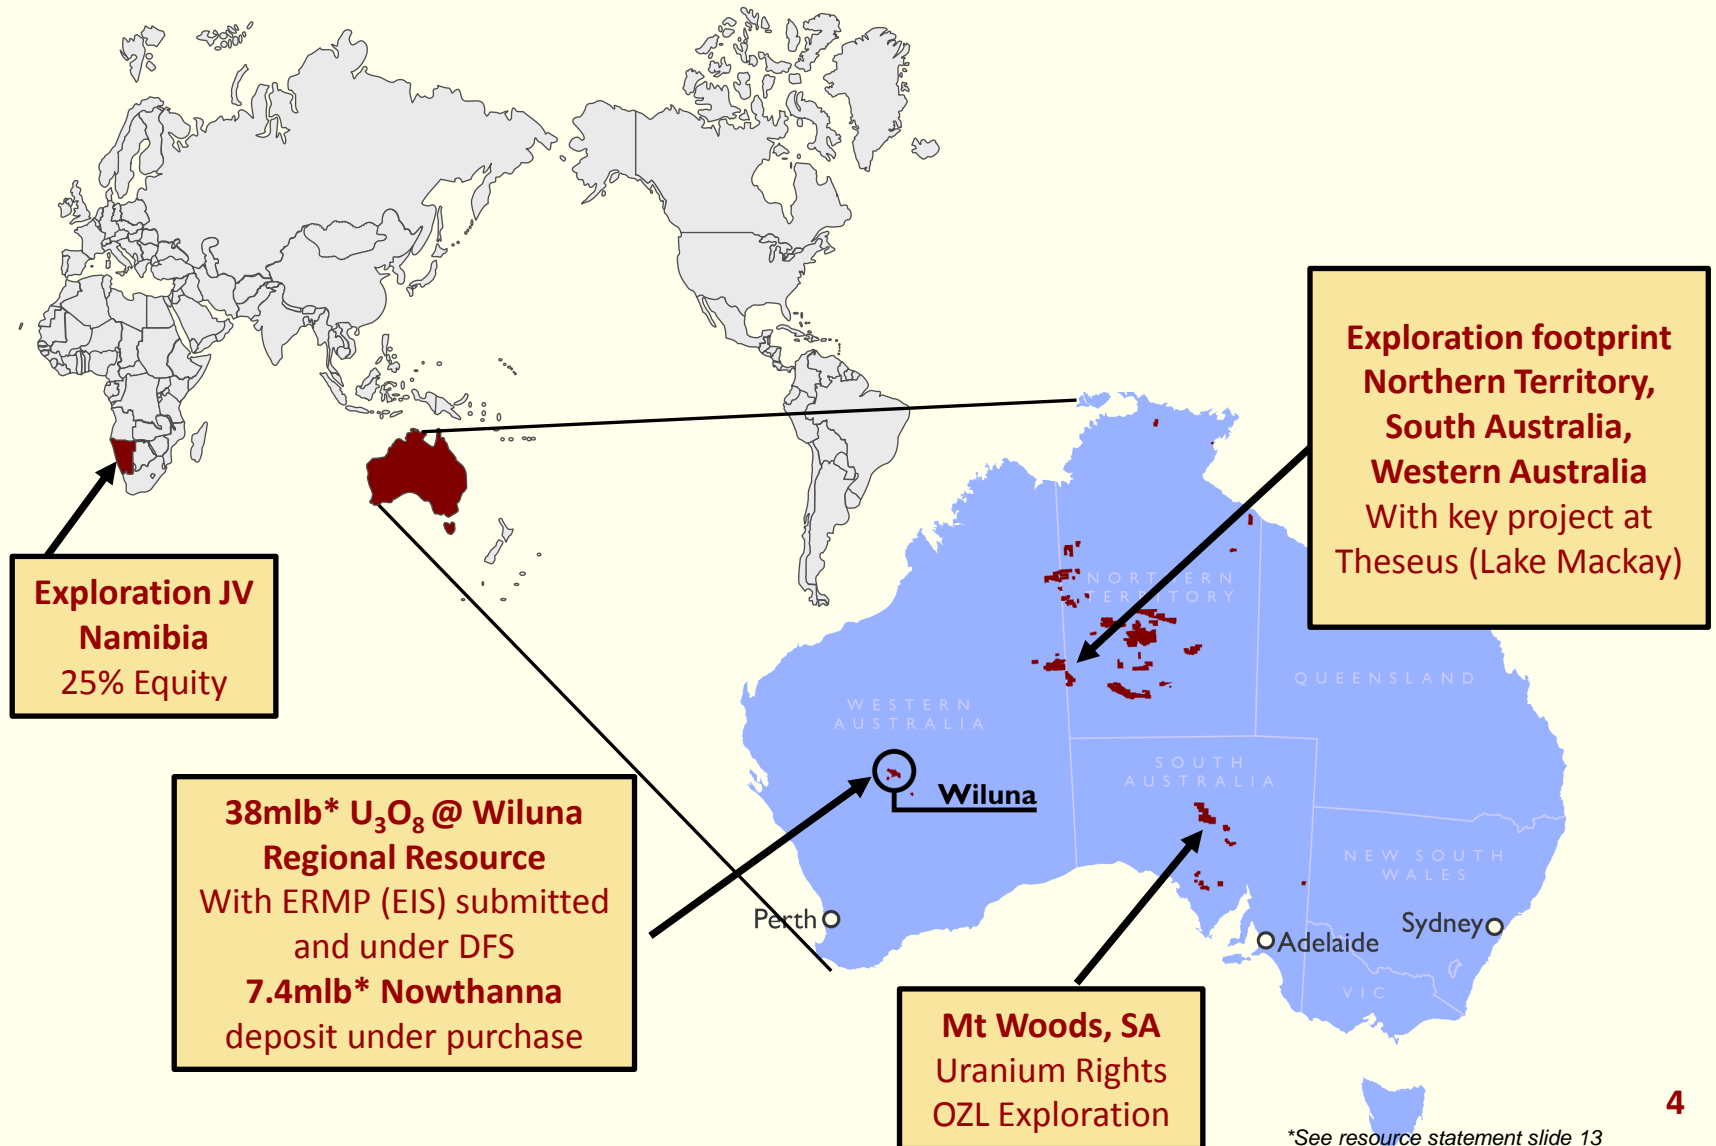 Exploration footprint
Northern Territory,
South Australia,
Western Australia
With key project at
Theseus (Lake Mackay)
Exploration JV
Namibia
25% Equity
NORTHERN
TERRITORY
QUEENSLAND
WESTERN
AUSTRALIA
SOUTH
AUSTRALIA
Wiluna
38mlb* U₃O₈ @ Wiluna
Regional Resource
With ERMP (EIS) submitted
and under DFS
7.4mlb* Nowthanna
deposit under purchase
NEW SOUTH
WALES
Perth
Adelaide
Sydney
VIC
Mt Woods, SA
Uranium Rights
OZL Exploration
4
*See resource statement slide 13